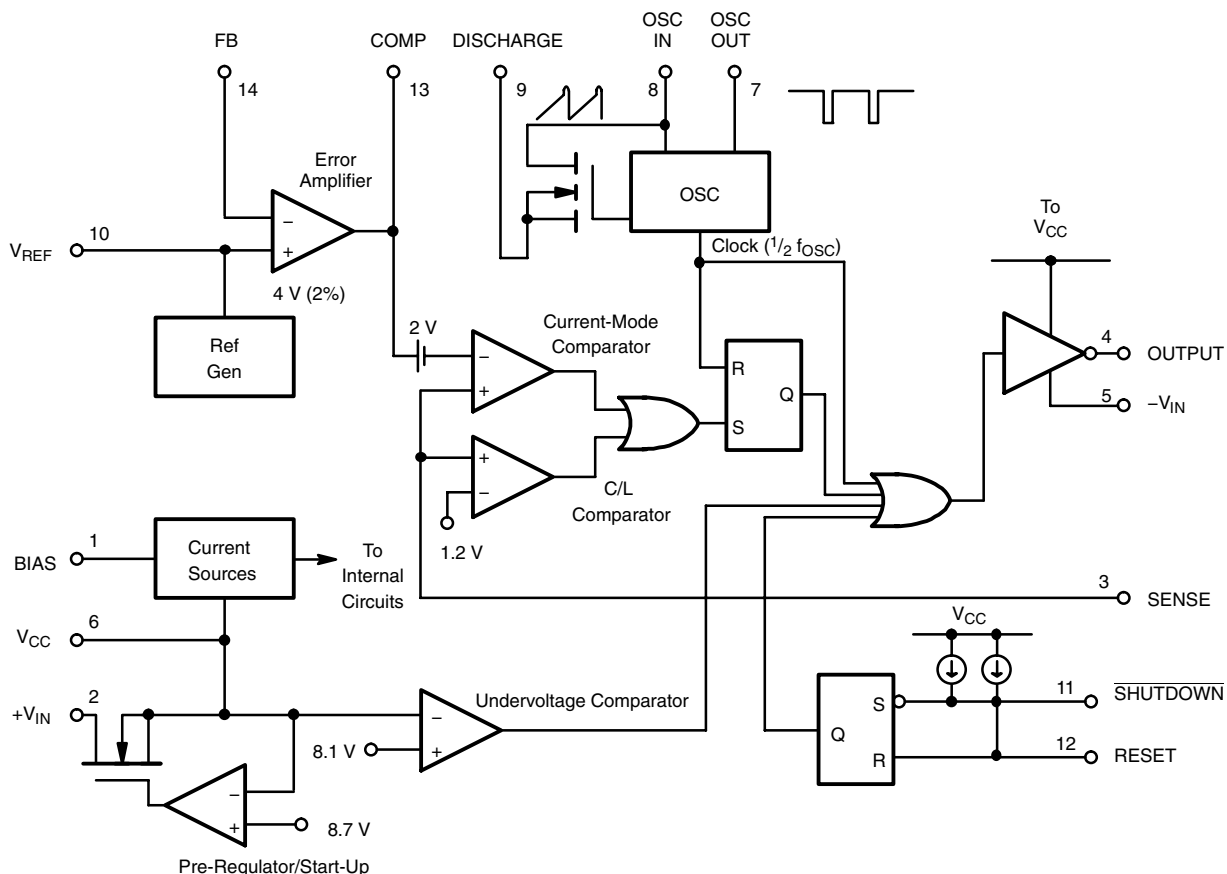 FB
COMP
DISCHARGE
OSC
IN
OSC
OUT
14
13
9
8
7
Error
Amplifier
OSC
−
+
VREF
10
4 V (2%)
Ref
Gen
Clock (1/2 fOSC)
To
VCC
2 V
Current-Mode
Comparator
−
+
R
Q
S
4
OUTPUT
5
−VIN
+
−
C/L
Comparator
1.2 V
BIAS
1
Current
Sources
To
Internal
Circuits
3
SENSE
VCC
6
VCC
+VIN
2
Undervoltage Comparator
−
+
8.1 V
S
Q
R
11
SHUTDOWN
12
RESET
−
+
8.7 V
Pre-Regulator/Start-Up